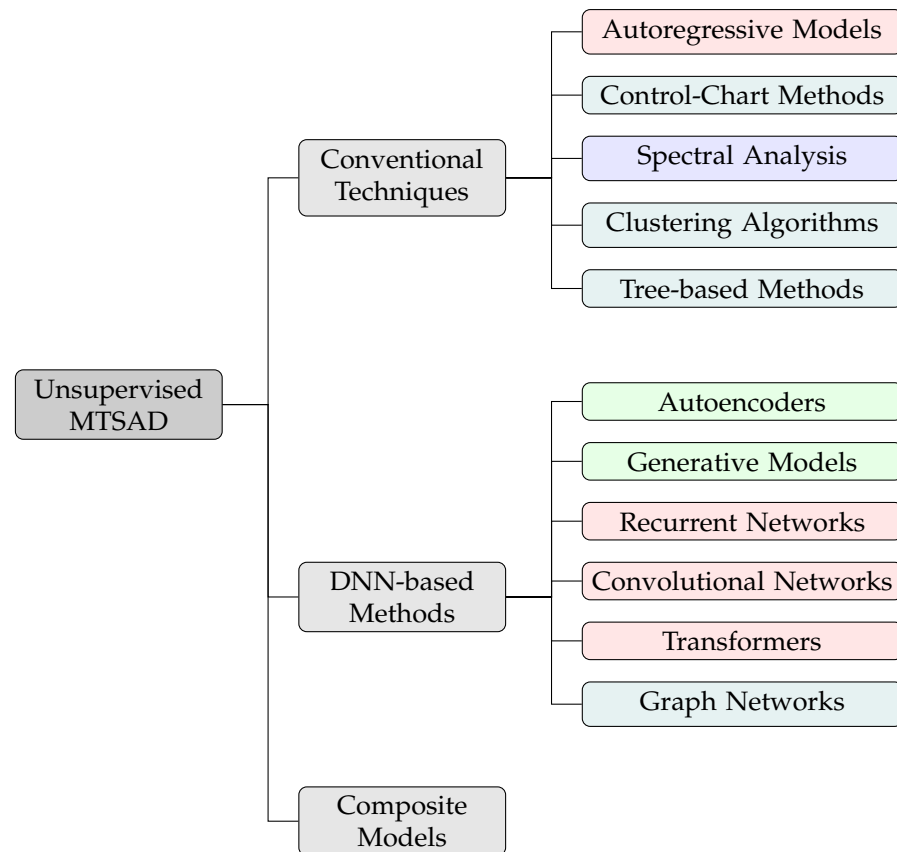 Unsupervised
MTSAD
Conventional
Techniques
Autoregressive Models
Control-Chart Methods
Spectral Analysis
Clustering Algorithms
Tree-based Methods
DNN-based
Methods
Autoencoders
Generative Models
Recurrent Networks
Convolutional Networks
Transformers
Graph Networks
Composite
Models